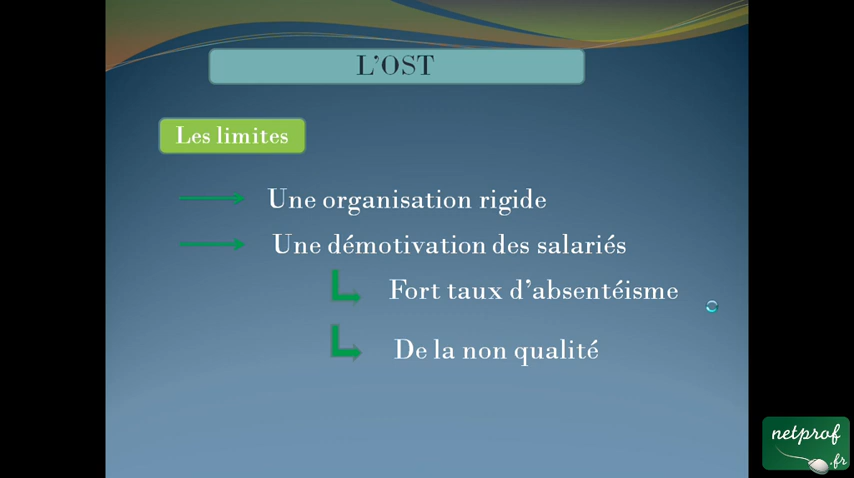 L'OST
Les limites
Une organisation rigide
Une démotivation des salariés
Fort taux d'absentéisme
De la non qualité
netprof
.fr